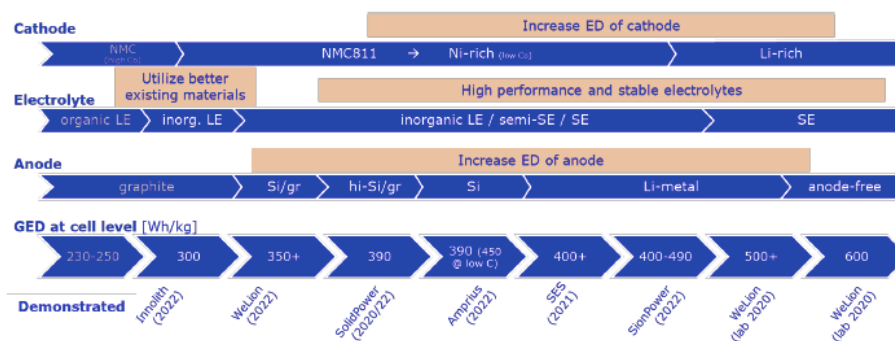 Increase ED of cathode
Cathode
NMC
(high Co)
NMC811 → Ni-rich (low Co)
Li-rich
Utilize better
existing materials
High performance and stable electrolytes
Electrolyte
organic LE
inorg. LE
inorganic LE / semi-SE / SE
SE
Increase ED of anode
Anode
graphite
Si/gr
hi-Si/gr
Si
Li-metal
anode-free
GED at cell level [Wh/kg]
230-250
300
350+
390
390 (450
@ low C)
400+
400-490
500+
600
Demonstrated
Innolith
(2022)
WeLion
(2022)
SolidPower
(2020/22)
Amprius
(2022)
SES
(2021)
SionPower
(2022)
WeLion
(lab 2020)
WeLion
(lab 2020)